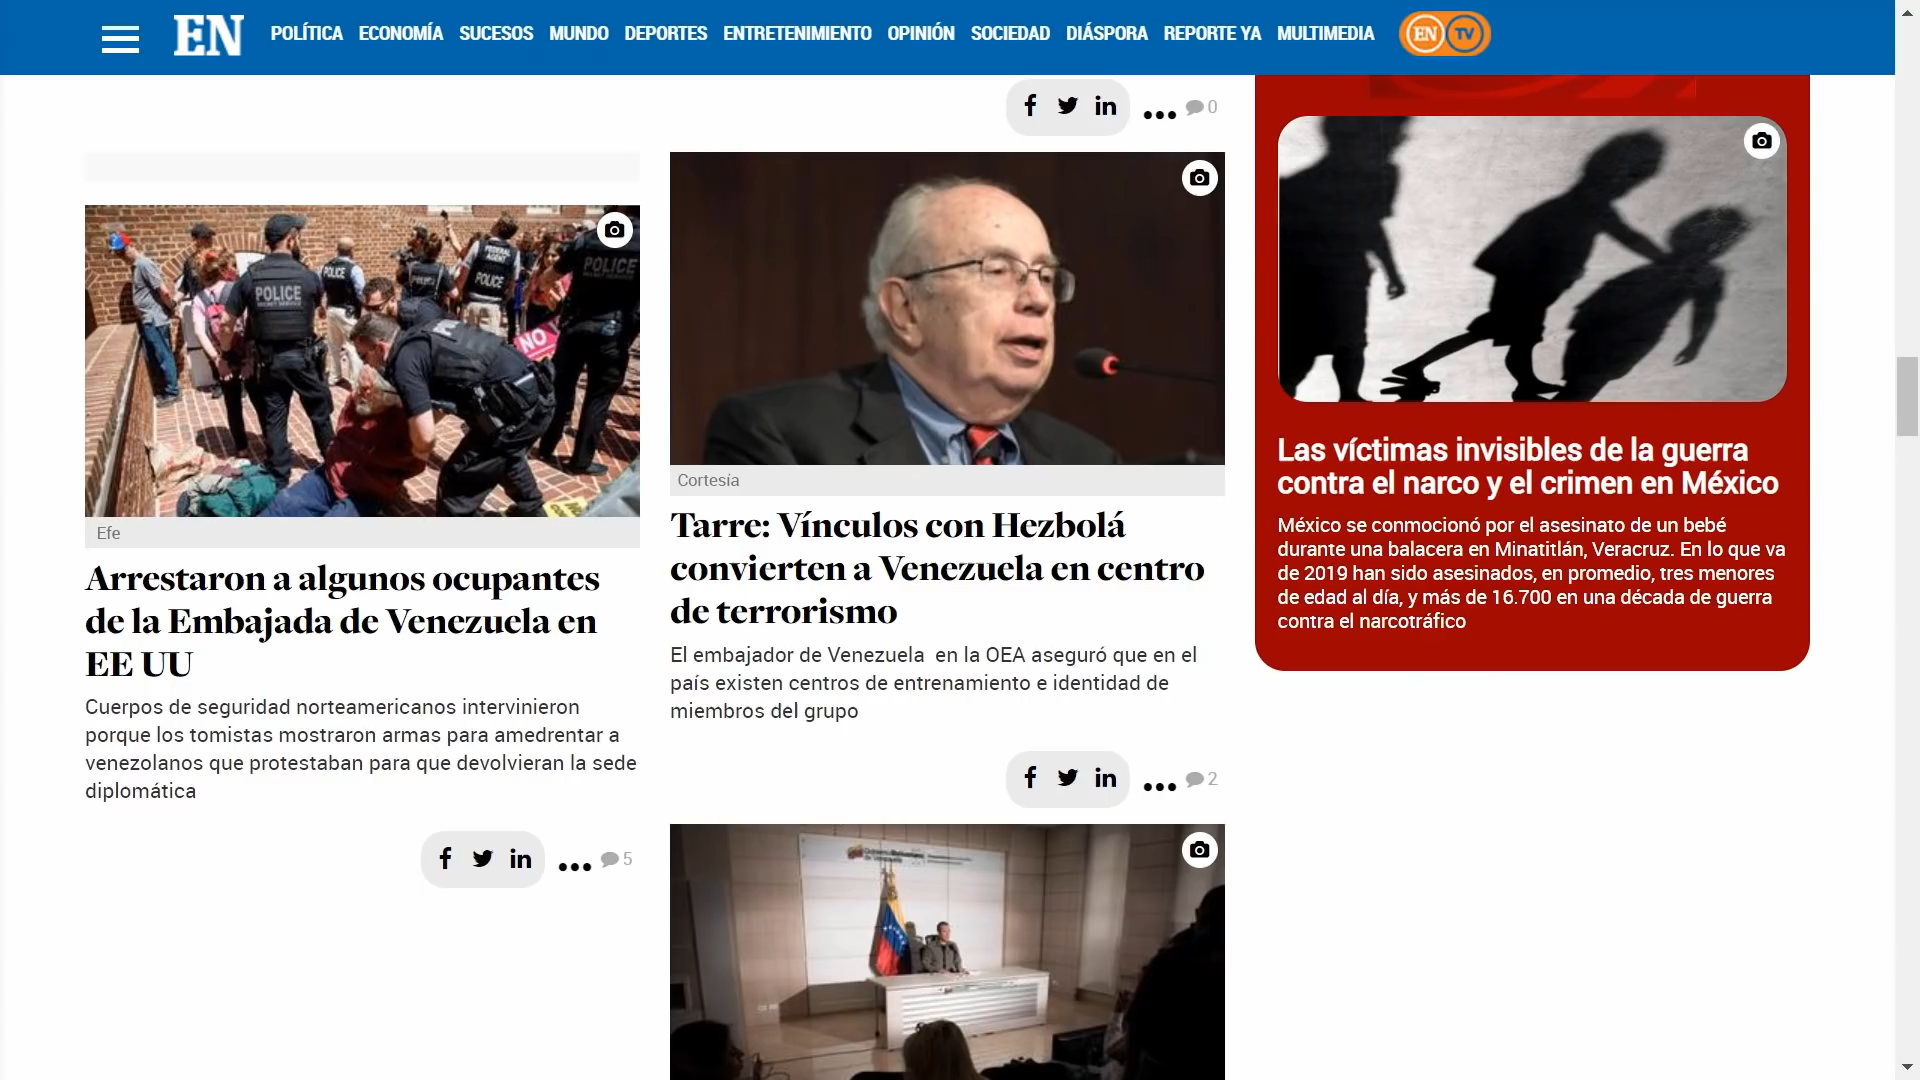 EN
POLÍTICA ECONOMÍA SUCESOS MUNDO DEPORTES ENTRETENIMIENTO OPINIÓN SOCIEDAD DIÁSPORA REPORTE YA MULTIMEDIA EN TV
0
POLICE
POLICE
FEDERAL AGENT
POLICE
POLICE
NO
Efe
Arrestaron a algunos ocupantes
de la Embajada de Venezuela en
EE UU
Cuerpos de seguridad norteamericanos intervinieron
porque los tomistas mostraron armas para amedrentar a
venezolanos que protestaban para que devolvieran la sede
diplomática
5
Cortesía
Tarre: Vínculos con Hezbolá
convierten a Venezuela en centro
de terrorismo
El embajador de Venezuela  en la OEA aseguró que en el
país existen centros de entrenamiento e identidad de
miembros del grupo
2
Las víctimas invisibles de la guerra
contra el narco y el crimen en México
México se conmocionó por el asesinato de un bebé
durante una balacera en Minatitlán, Veracruz. En lo que va
de 2019 han sido asesinados, en promedio, tres menores
de edad al día, y más de 16.700 en una década de guerra
contra el narcotráfico